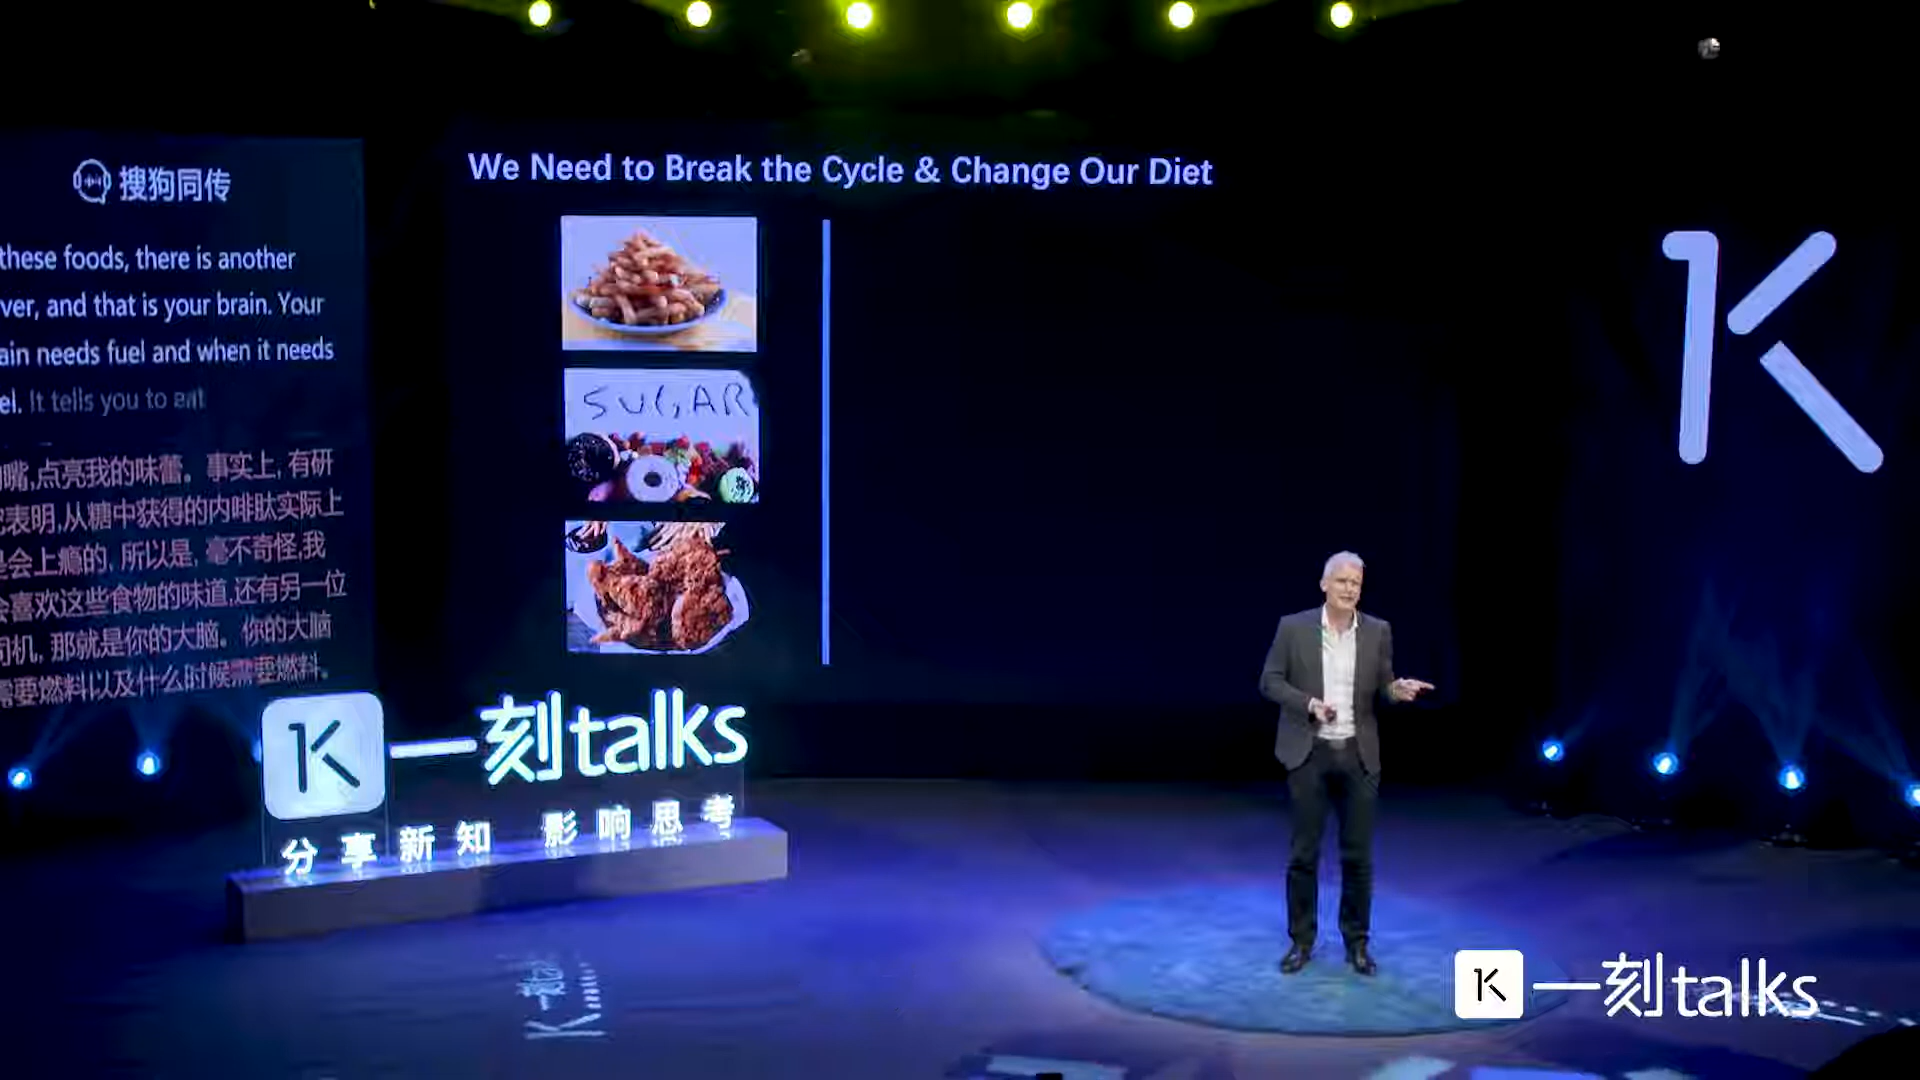 搜狗同传
these foods, there is another
ver, and that is your brain. Your
ain needs fuel and when it needs
el. It tells you to eat
嘴,点亮我的味蕾。事实上, 有研
表明,从糖中获得的内啡肽实际上
会上瘾的, 所以是, 毫不奇怪,我
会喜欢这些食物的味道,还有另一位
司机, 那就是你的大脑。你的大脑
需要燃料以及什么时候需要燃料。
We Need to Break the Cycle & Change Our Diet
SUGAR
1K
1K 一刻talks
分享新知 影响思考
1K 一刻talks